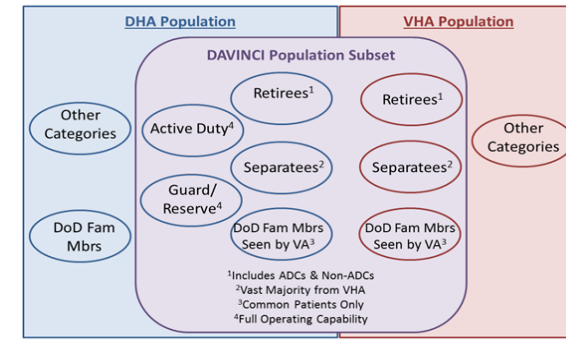 DHA Population
VHA Population
DAVINCI Population Subset
Other
Categories
DoD Fam
Mbrs
Active Duty⁴
Guard/
Reserve⁴
Retirees¹
Separatees²
DoD Fam Mbrs
Seen by VA³
Retirees¹
Separatees²
DoD Fam Mbrs
Seen by VA³
Other
Categories
¹Includes ADCs & Non-ADCs
²Vast Majority from VHA
³Common Patients Only
⁴Full Operating Capability